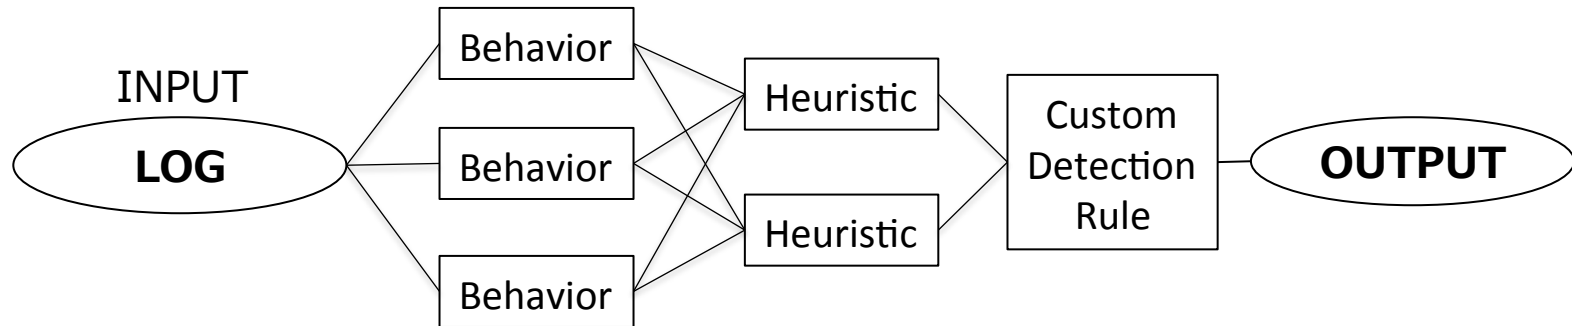 INPUT
LOG
Behavior
Behavior
Behavior
Heuristic
Heuristic
Custom
Detection
Rule
OUTPUT